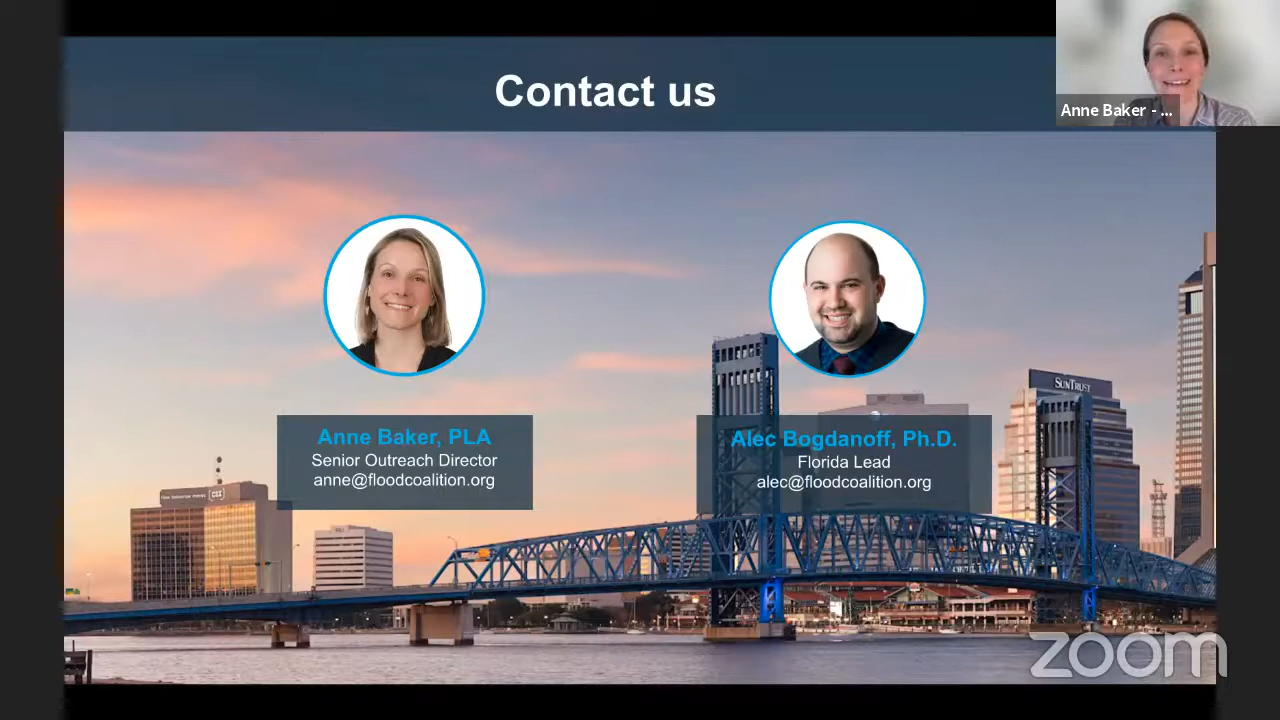 Contact us
Anne Baker - ...
SunTrust
Anne Baker, PLA
Senior Outreach Director
anne@floodcoalition.org
Alec Bogdanoff, Ph.D.
Florida Lead
alec@floodcoalition.org
CSX
zoom